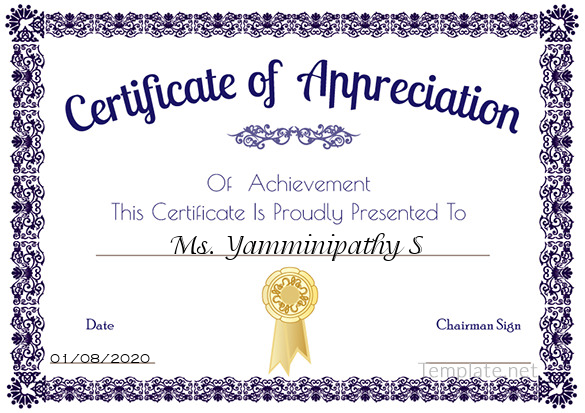 Certificate of Appreciation
Of Achievement
This Certificate Is Proudly Presented To
Ms. Yamminipathy S
Date
Chairman Sign
01/08/2020
Template.net